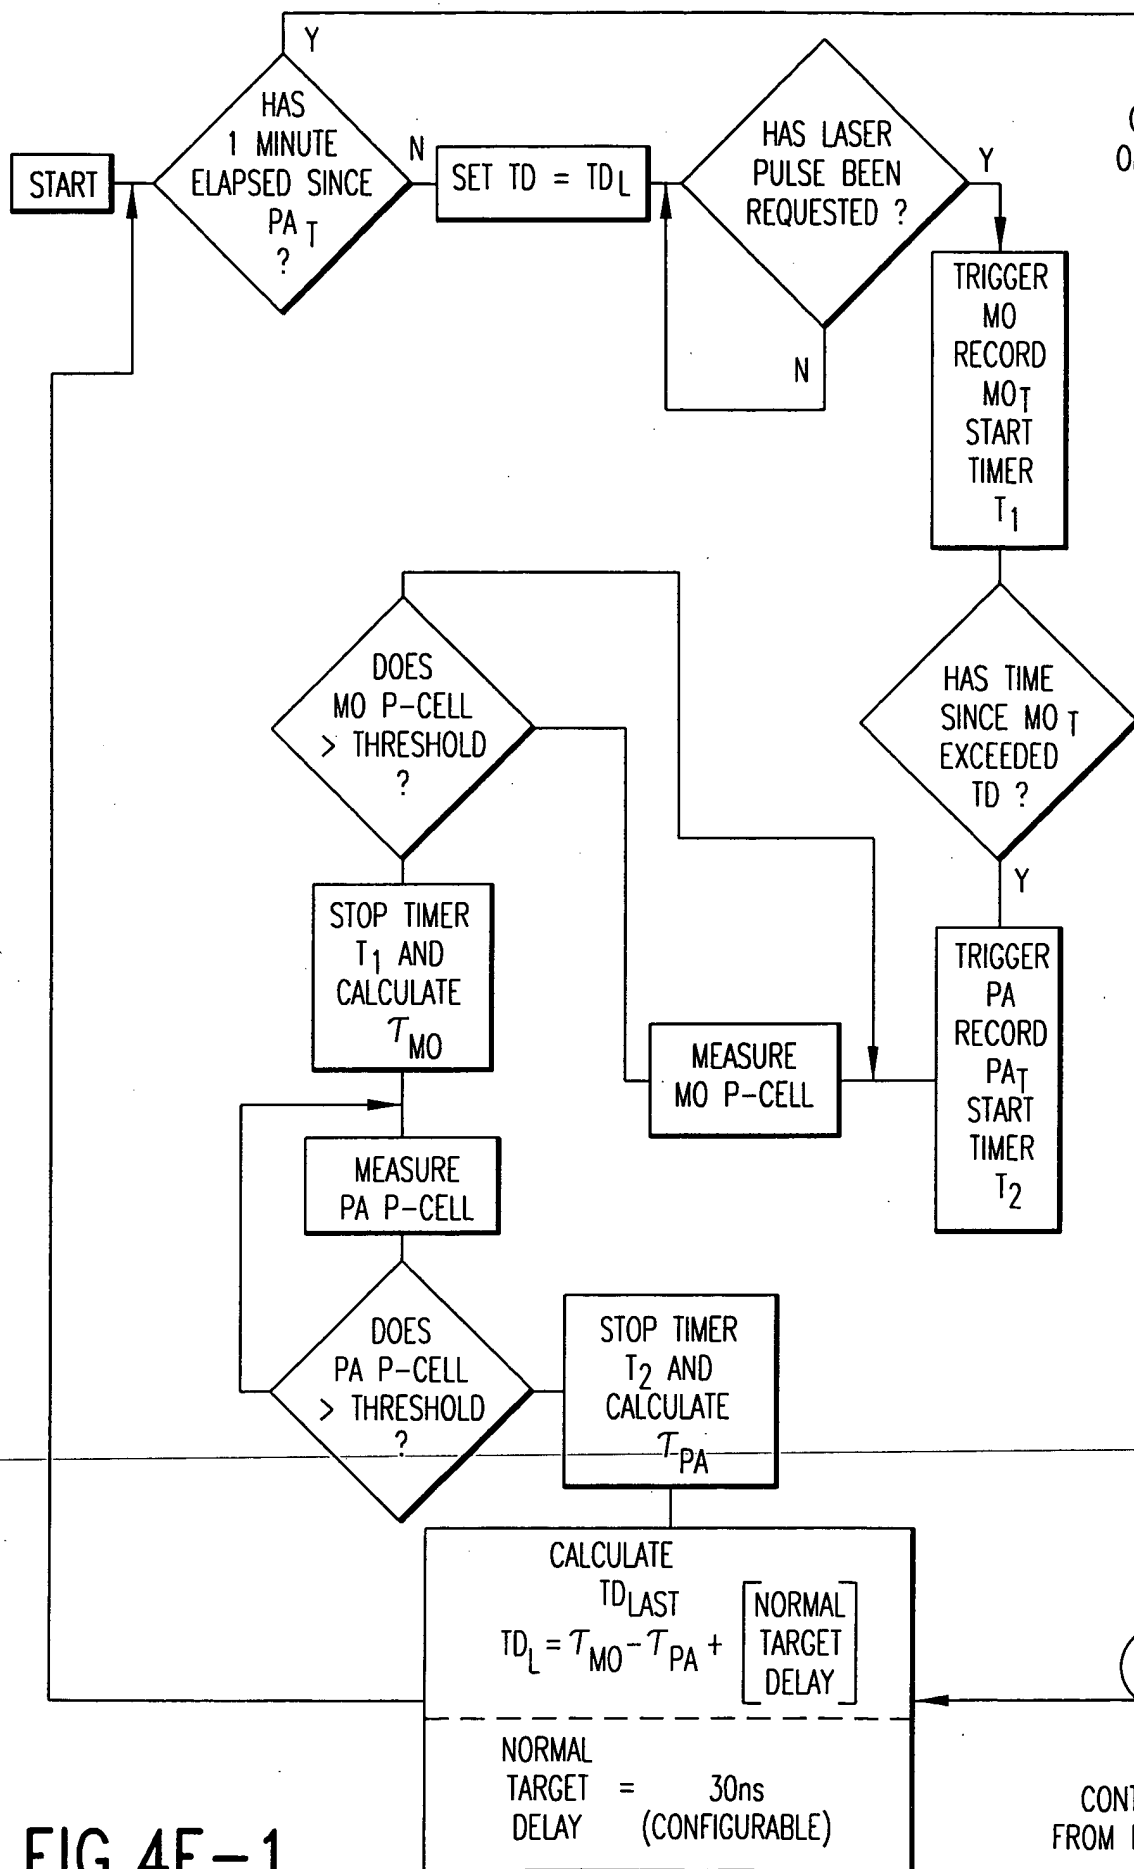 Y
HAS
1 MINUTE
ELAPSED SINCE
PA T
?
START
N
SET TD = TDL
HAS LASER
PULSE BEEN
REQUESTED ?
Y
N
TRIGGER
MO
RECORD
MOT
START
TIMER
T1
HAS TIME
SINCE MO T
EXCEEDED
TD ?
Y
TRIGGER
PA
RECORD
PAT
START
TIMER
T2
MEASURE
MO P-CELL
DOES
MO P-CELL
> THRESHOLD
?
STOP TIMER
T1 AND
CALCULATE
τMO
MEASURE
PA P-CELL
DOES
PA P-CELL
> THRESHOLD
?
STOP TIMER
T2 AND
CALCULATE
τPA
CALCULATE
TDLAST
TDL = τMO - τPA + [NORMAL
TARGET
DELAY]
NORMAL
TARGET = 30ns
DELAY (CONFIGURABLE)
FROM
FIG. 4F-1